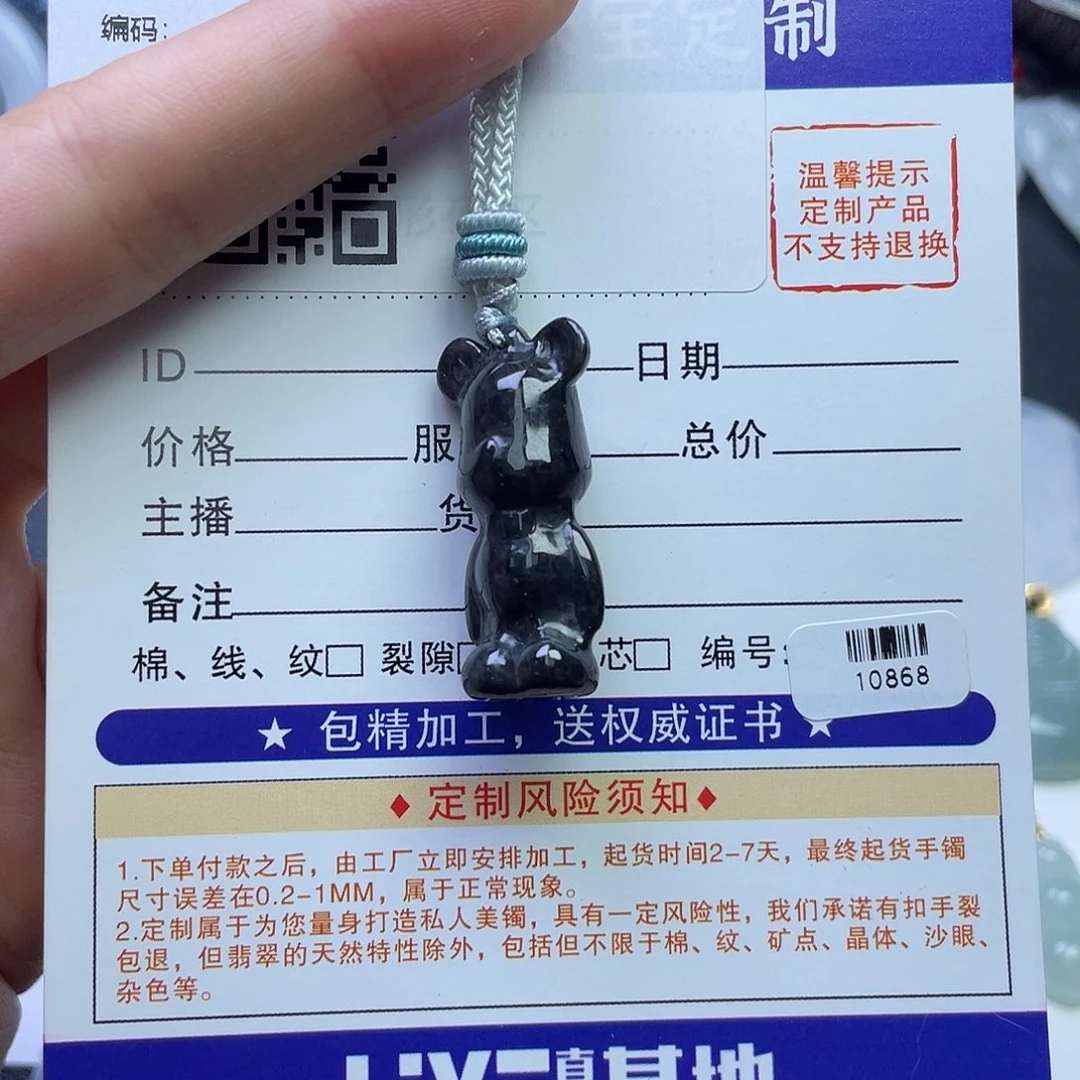 编码:
宝定制
温馨提示
定制产品
不支持退换
ID
日期
价格
服
总价
主播
货
备注
棉、线、纹□ 裂隙
芯□ 编号:
10868
★ 包精加工，送权威证书 ★
♦ 定制风险须知 ♦
1.下单付款之后，由工厂立即安排加工，起货时间2-7天，最终起货手镯
尺寸误差在0.2-1MM，属于正常现象。
2.定制属于为您量身打造私人美镯，具有一定风险性，我们承诺有扣手裂
包退，但翡翠的天然特性除外，包括但不限于棉、纹、矿点、晶体、沙眼、
杂色等。
基地